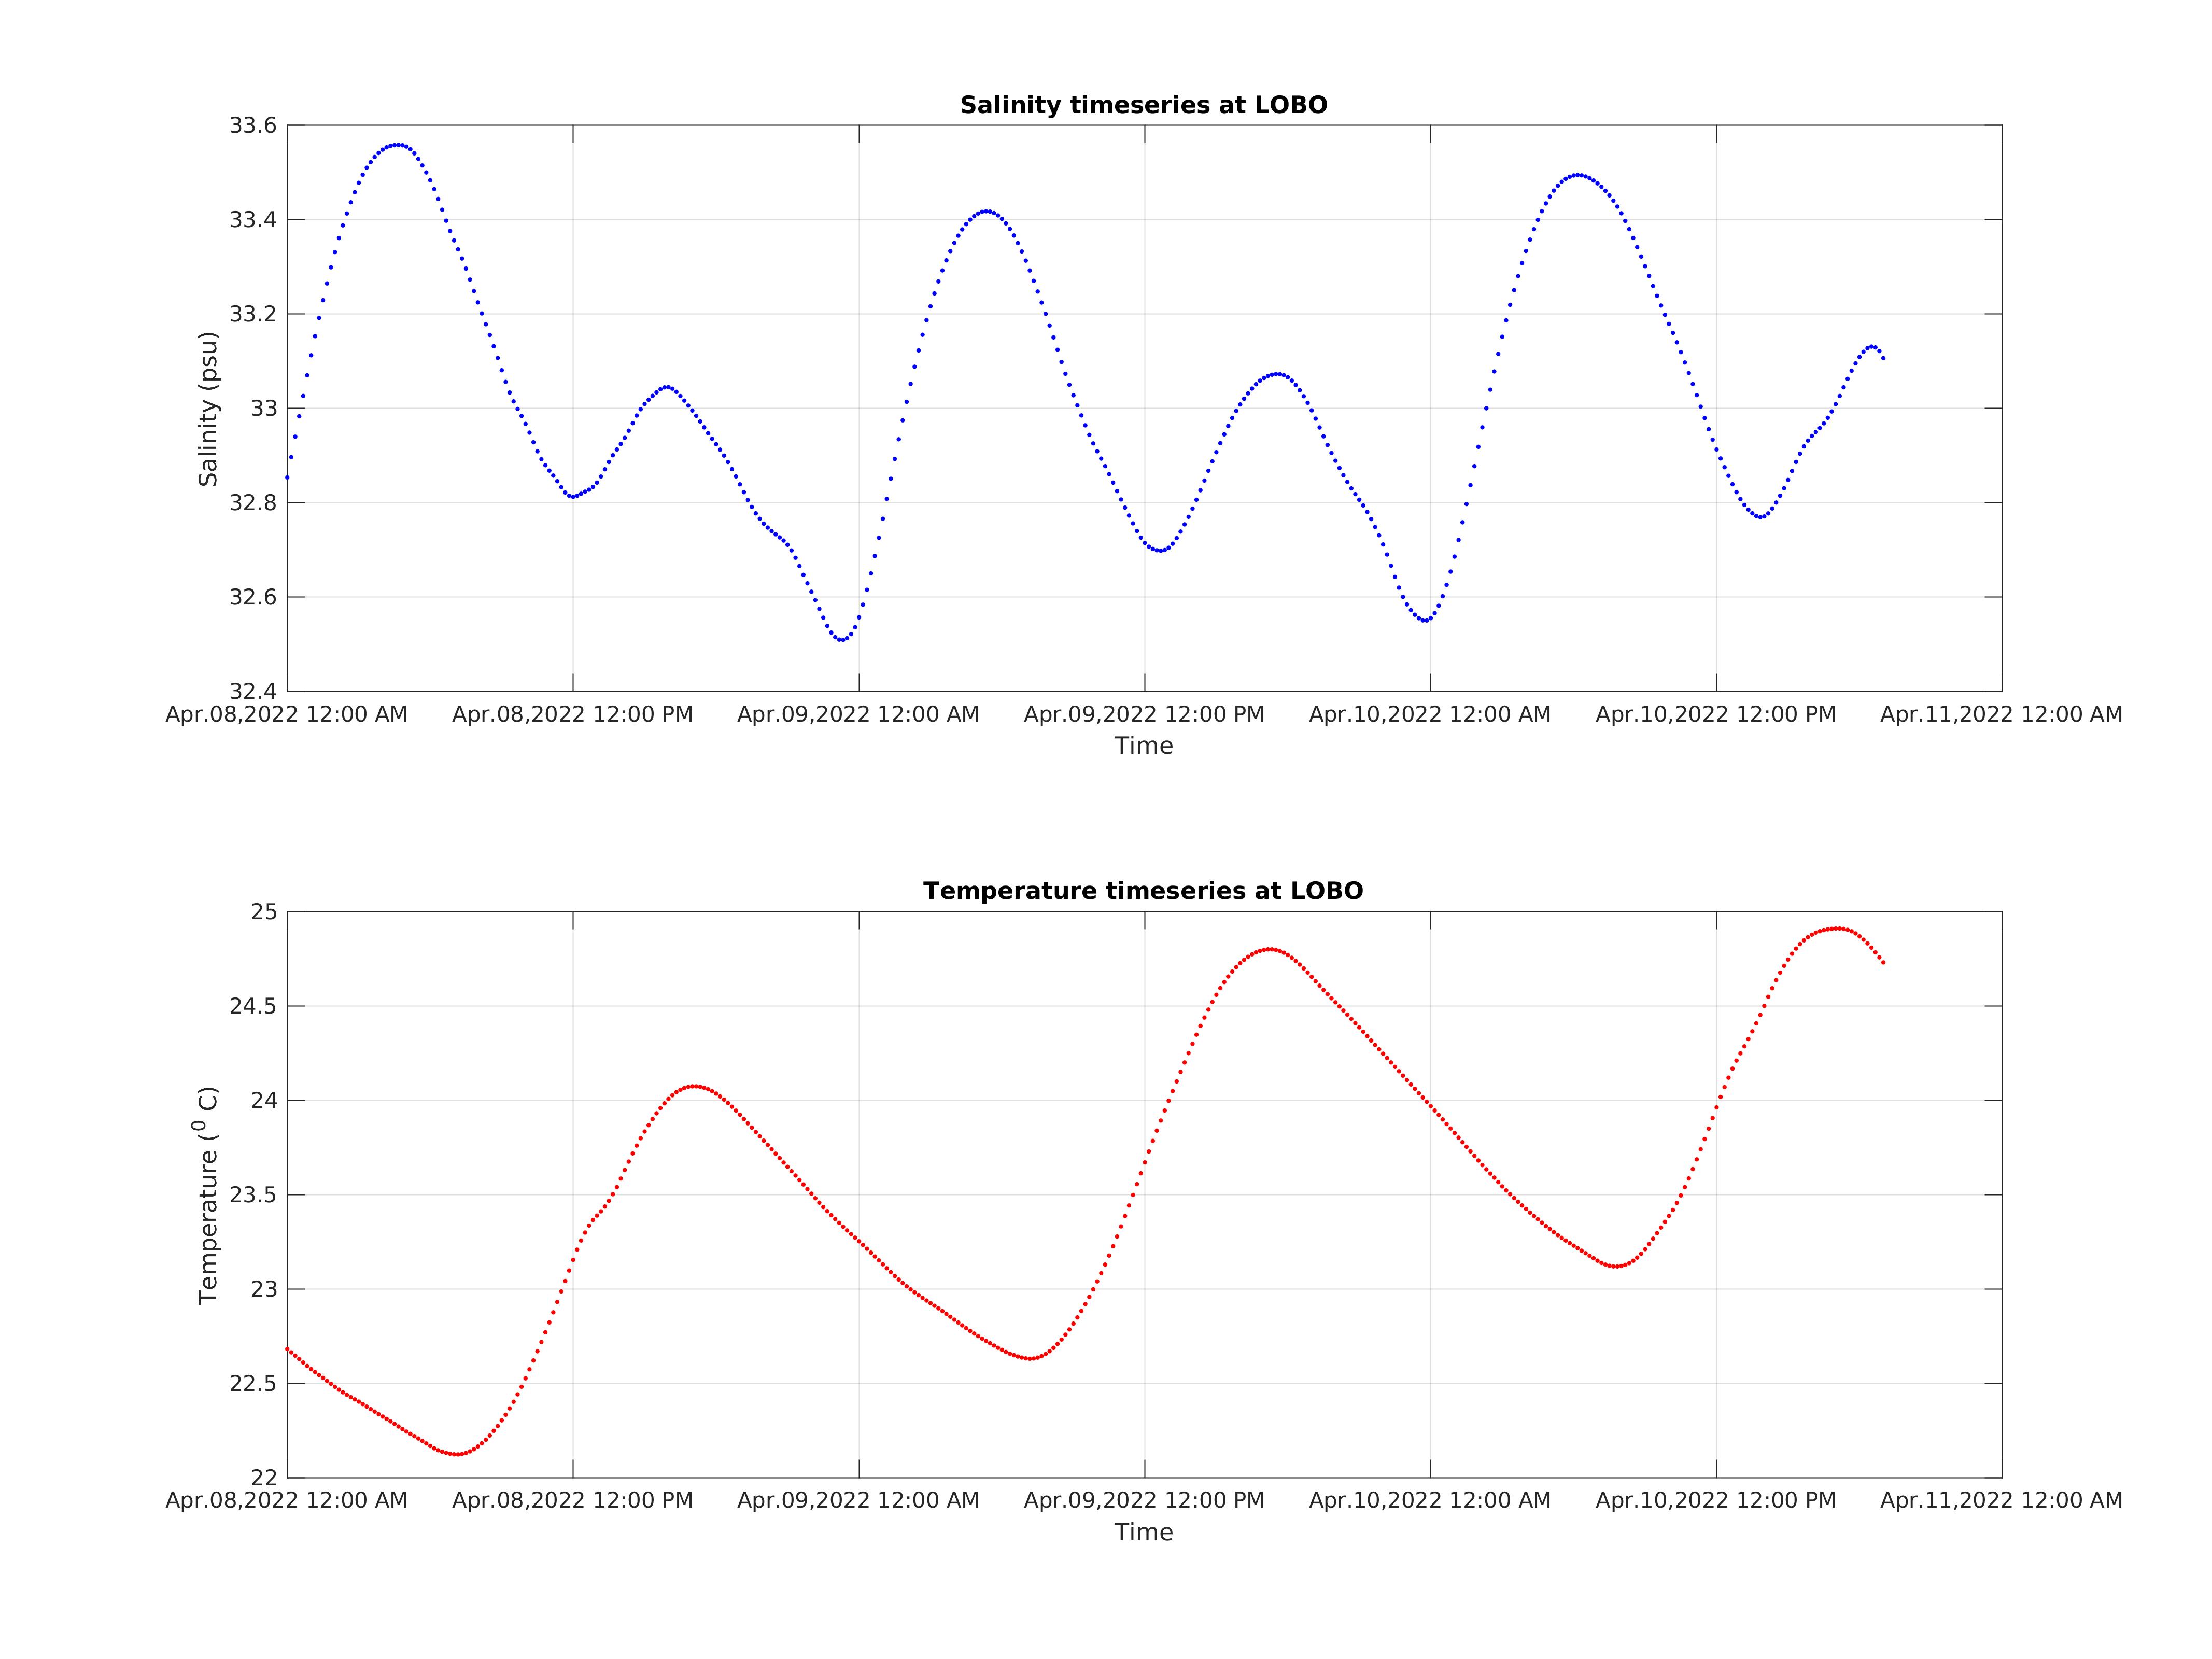 Salinity timeseries at LOBO
33.6
33.4
33.2
33
32.8
32.6
32.4
Salinity (psu)
Apr.08,2022 12:00 AM Apr.08,2022 12:00 PM Apr.09,2022 12:00 AM Apr.09,2022 12:00 PM Apr.10,2022 12:00 AM Apr.10,2022 12:00 PM Apr.11,2022 12:00 AM
Time
Temperature timeseries at LOBO
25
24.5
24
23.5
23
22.5
22
Temperature (⁰ C)
Apr.08,2022 12:00 AM Apr.08,2022 12:00 PM Apr.09,2022 12:00 AM Apr.09,2022 12:00 PM Apr.10,2022 12:00 AM Apr.10,2022 12:00 PM Apr.11,2022 12:00 AM
Time